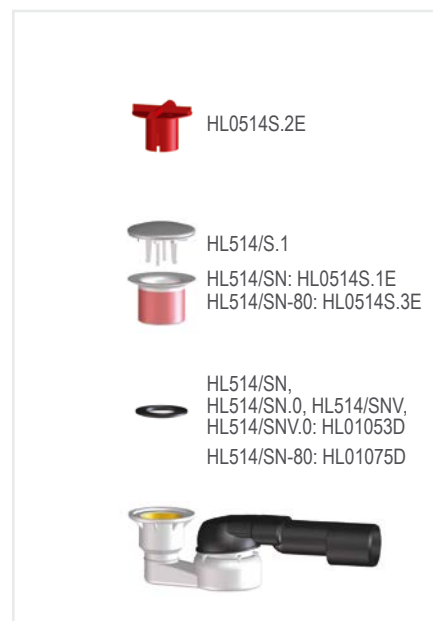 HL0514S.2E
HL514/S.1
HL514/SN: HL0514S.1E
HL514/SN-80: HL0514S.3E
HL514/SN,
HL514/SN.0, HL514/SNV,
HL514/SNV.0: HL01053D
HL514/SN-80: HL01075D